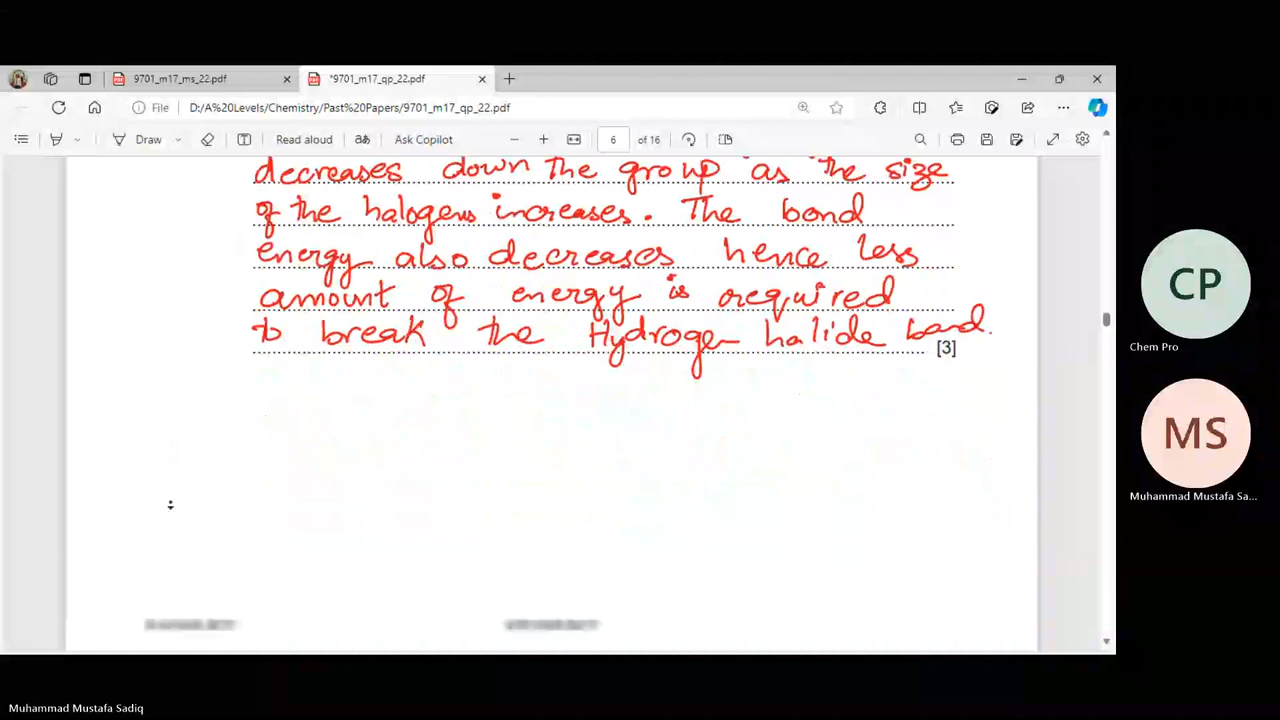 9701_m17_ms_22.pdf
*9701_m17_qp_22.pdf
File D:/A%20Levels/Chemistry/Past%20Papers/9701_m17_qp_22.pdf
Draw Read aloud aあ Ask Copilot 6 of 16
decreases down the group as the size
of the halogens increases. The bond
energy also decreases hence less
amount of energy is required
to break the Hydrogen halide bond.
[3]
CP
Chem Pro
MS
Muhammad Mustafa Sa...
Muhammad Mustafa Sadiq